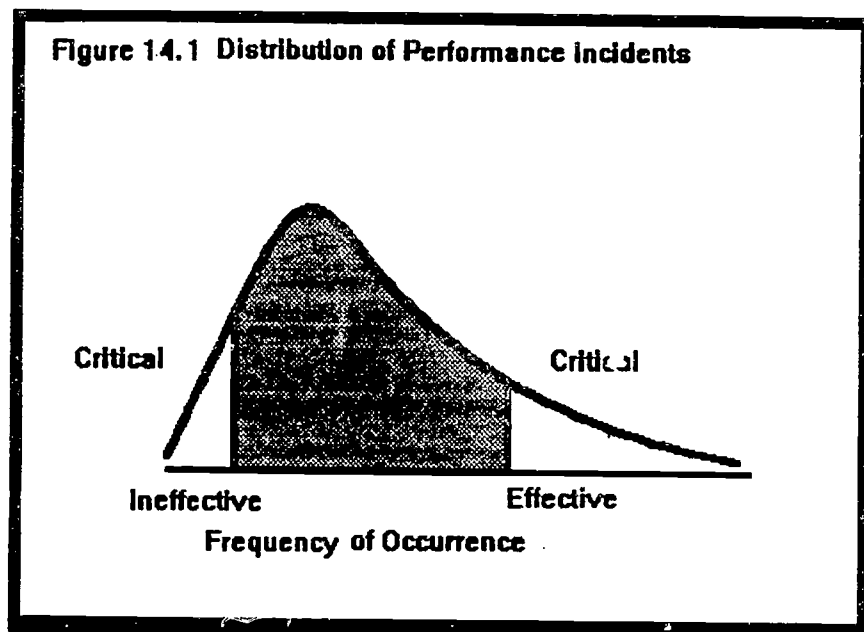 Figure 14.1 Distribution of Performance Incidents
Critical
Critical
Ineffective
Effective
Frequency of Occurrence